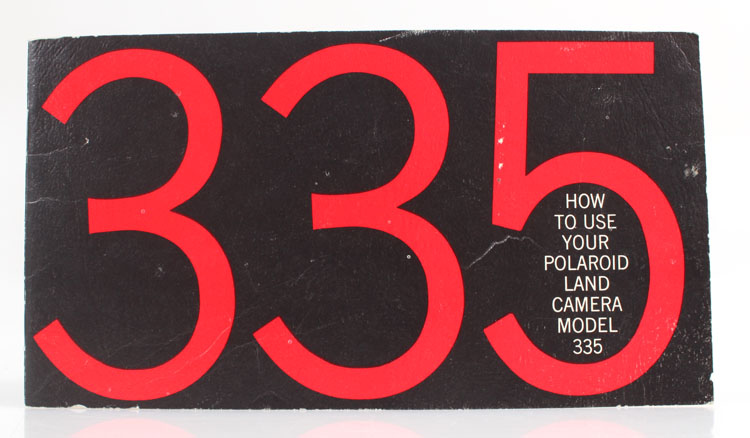 335
HOW
TO USE
YOUR
POLAROID
LAND
CAMERA
MODEL
335